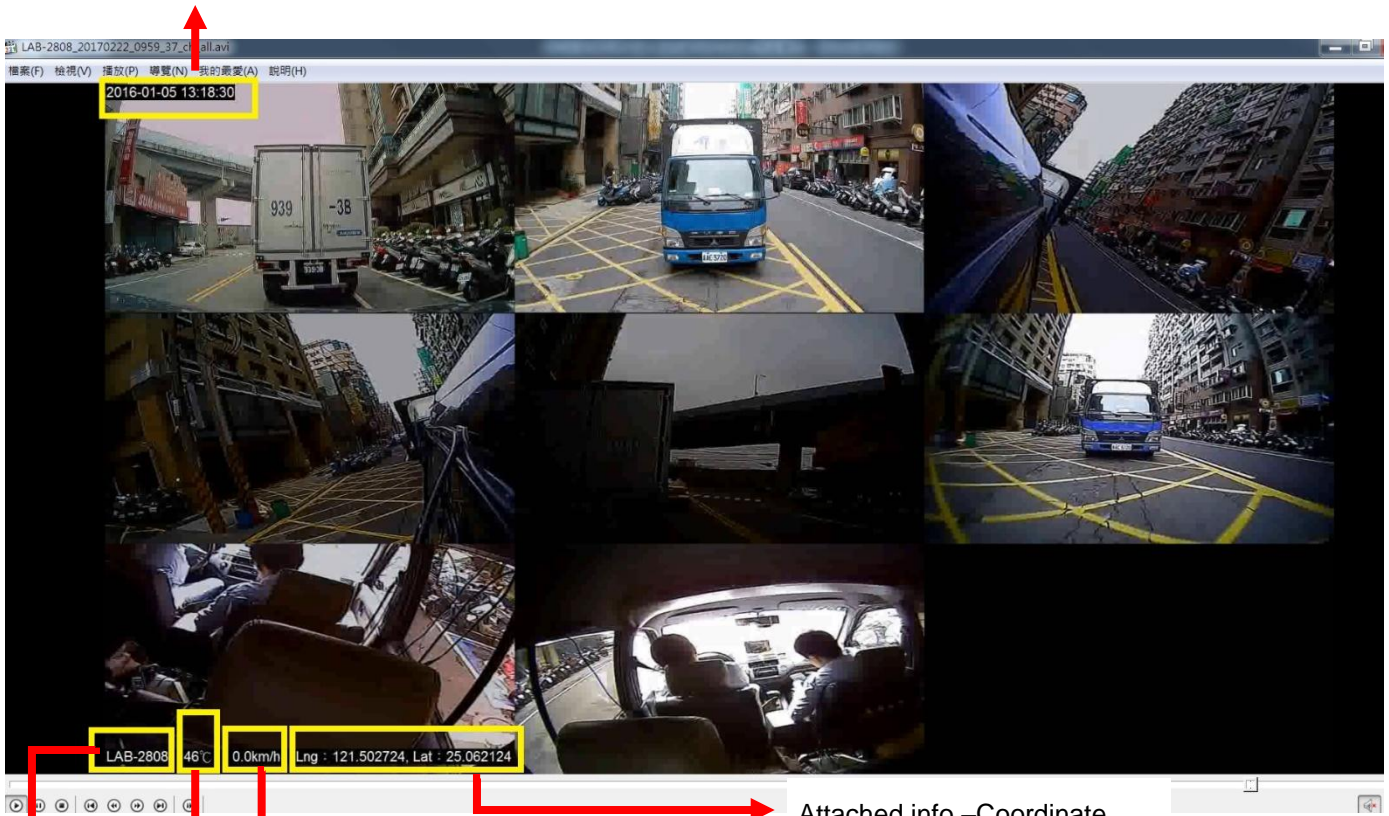 LAB-2808_20170222_0959_37_ch_all.avi
檔案(F) 檢視(V) 播放(P) 導覽(N) 我的最愛(A) 說明(H)
2016-01-05 13:18:30
939 -3B
LAB-2808 46℃ 0.0km/h Lng：121.502724, Lat：25.062124
Attached info –Coordinate